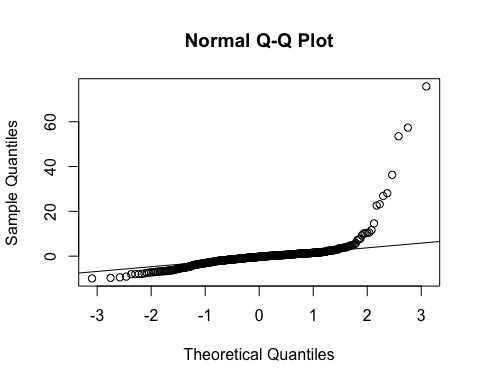 Normal Q-Q Plot
Sample Quantiles
60
40
20
0
-3 -2 -1 0 1 2 3
Theoretical Quantiles